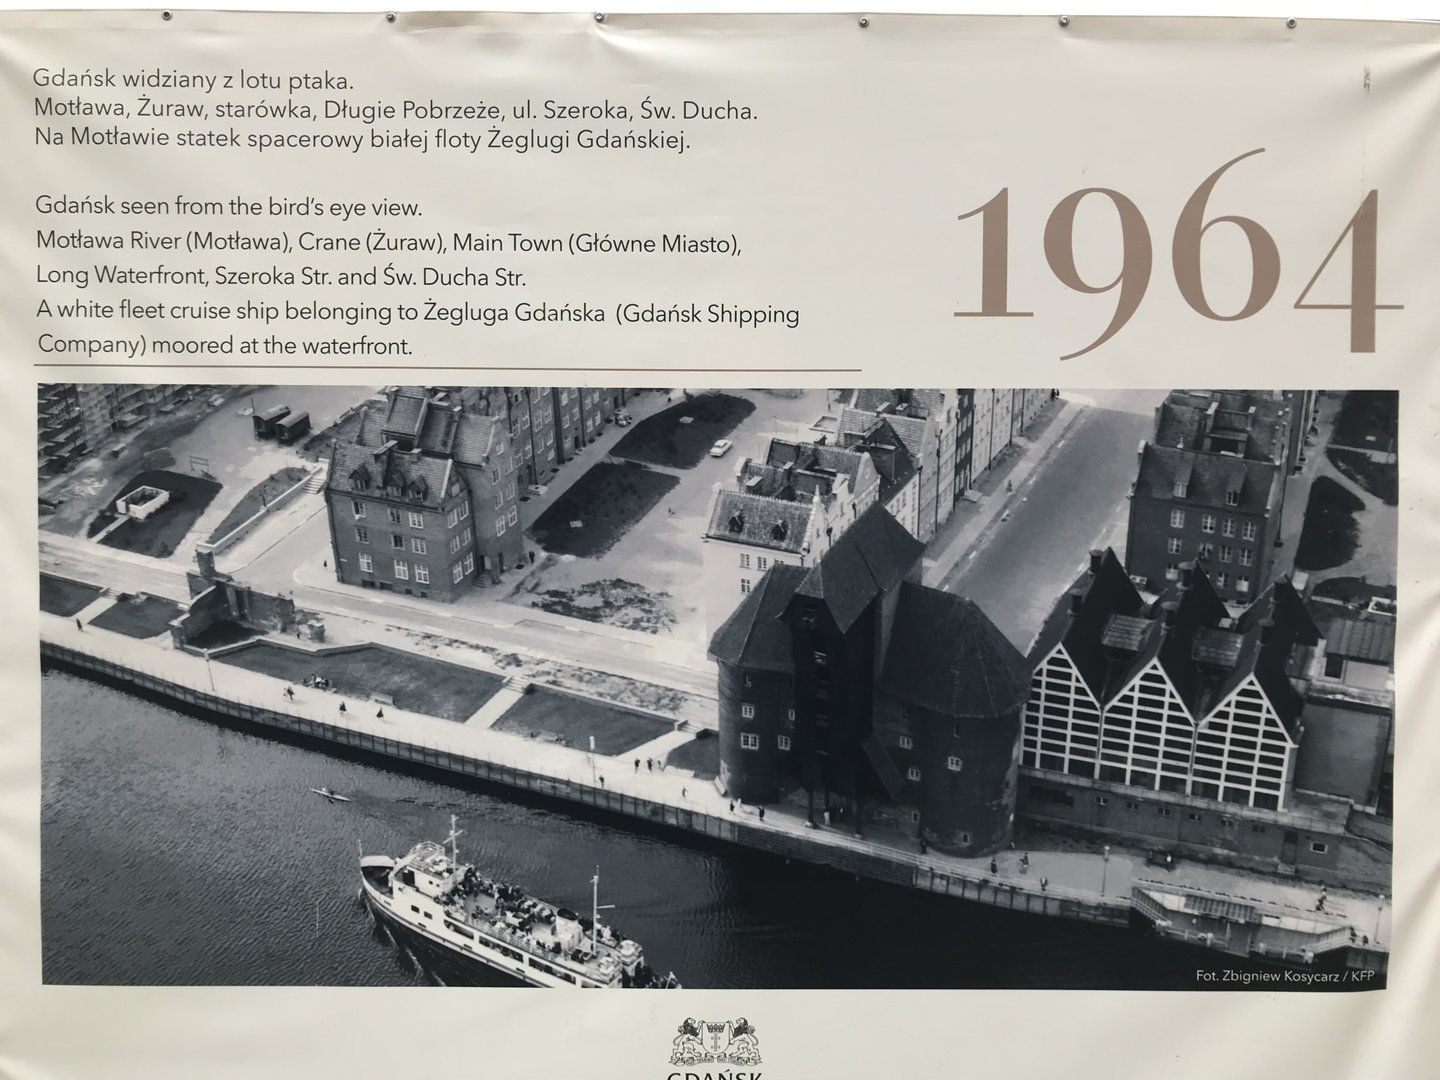 Gdańsk widziany z lotu ptaka.
Motława, Żuraw, starówka, Długie Pobrzeże, ul. Szeroka, Św. Ducha.
Na Motławie statek spacerowy białej floty Żeglugi Gdańskiej.
Gdańsk seen from the bird's eye view.
Motława River (Motława), Crane (Żuraw), Main Town (Główne Miasto),
Long Waterfront, Szeroka Str. and Św. Ducha Str.
A white fleet cruise ship belonging to Żegluga Gdańska (Gdańsk Shipping
Company) moored at the waterfront.
1964
Fot. Zbigniew Kosycarz / KFP
GDAŃSK